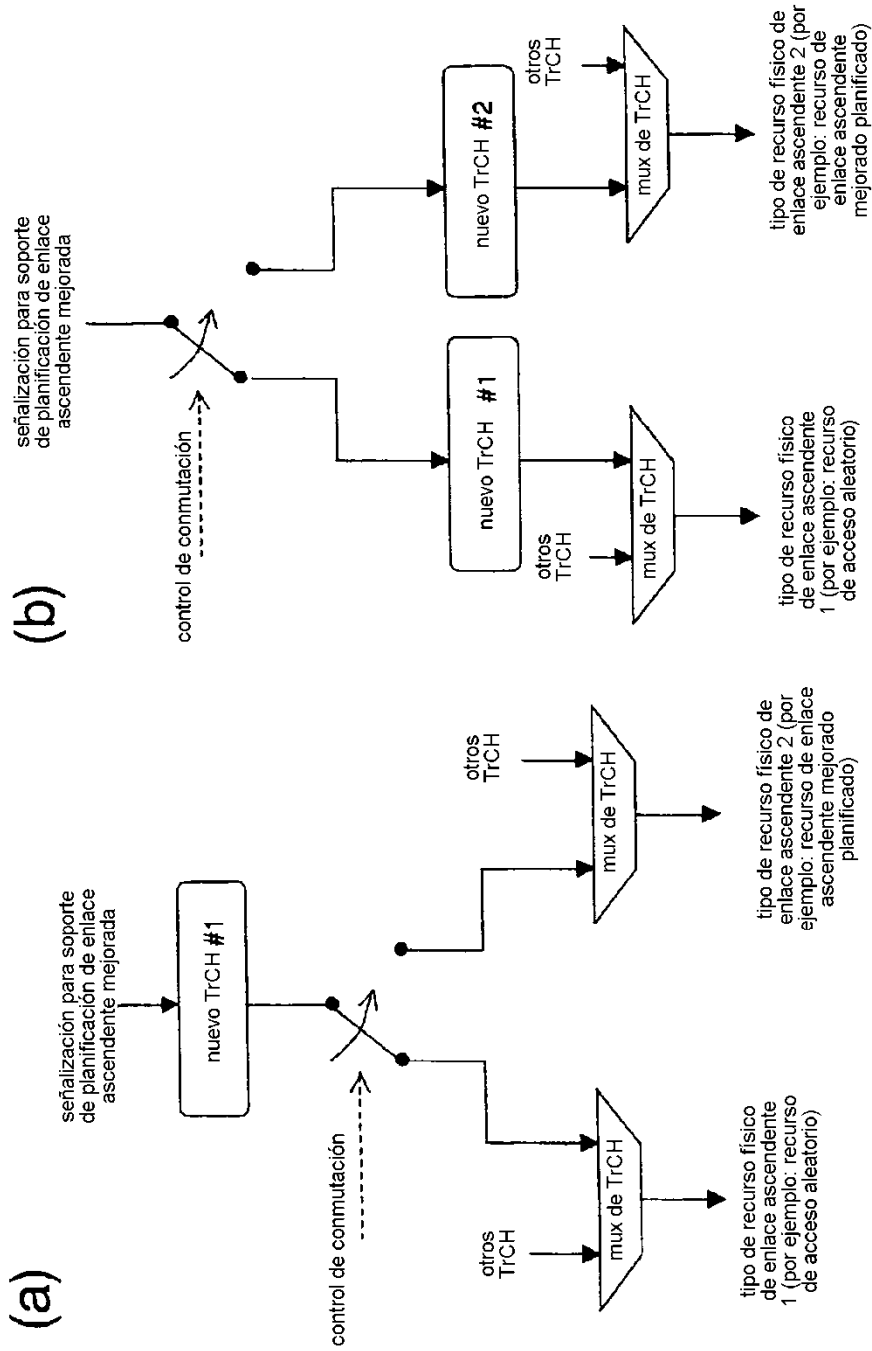 (a)
señalización para soporte
de planificación de enlace
ascendente mejorada
nuevo TrCH #1
control de conmutación
otros
TrCH
otros
TrCH
mux de TrCH
mux de TrCH
tipo de recurso físico
de enlace ascendente
1 (por ejemplo: recurso
de acceso aleatorio)
tipo de recurso físico de
enlace ascendente 2 (por
ejemplo: recurso de enlace
ascendente mejorado
planificado)
(b)
señalización para soporte
de planificación de enlace
ascendente mejorada
control de conmutación
nuevo TrCH #1
nuevo TrCH #2
otros
TrCH
otros
TrCH
mux de TrCH
mux de TrCH
tipo de recurso físico
de enlace ascendente
1 (por ejemplo: recurso
de acceso aleatorio)
tipo de recurso físico de
enlace ascendente 2 (por
ejemplo: recurso de
enlace ascendente
mejorado planificado)